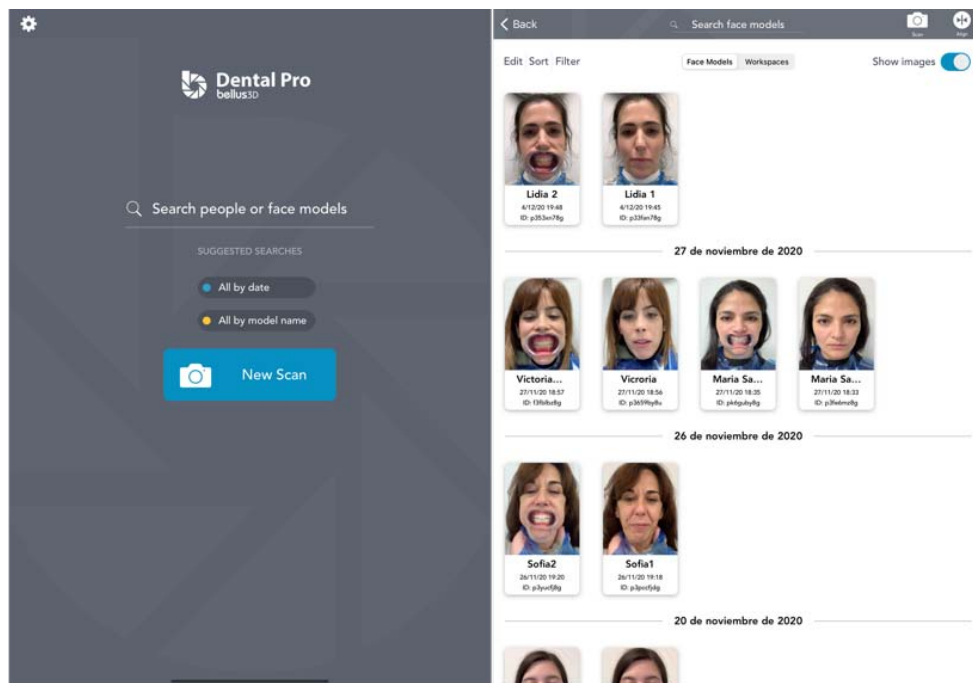 Dental Pro
bellus3D
Search people or face models
SUGGESTED SEARCHES
All by date
All by model name
New Scan
Back
Search face models
Scan
Align
Edit Sort Filter
Face Models
Workspaces
Show images
Lidia 2
4/12/20 19:48
Lidia 1
4/12/20 19:45
27 de noviembre de 2020
Victoria...
27/11/20 18:57
Vicroria
27/11/20 18:56
Maria Sa...
27/11/20 18:35
Maria Sa...
27/11/20 18:33
26 de noviembre de 2020
Sofia2
26/11/20 19:20
Sofia1
26/11/20 19:18
20 de noviembre de 2020